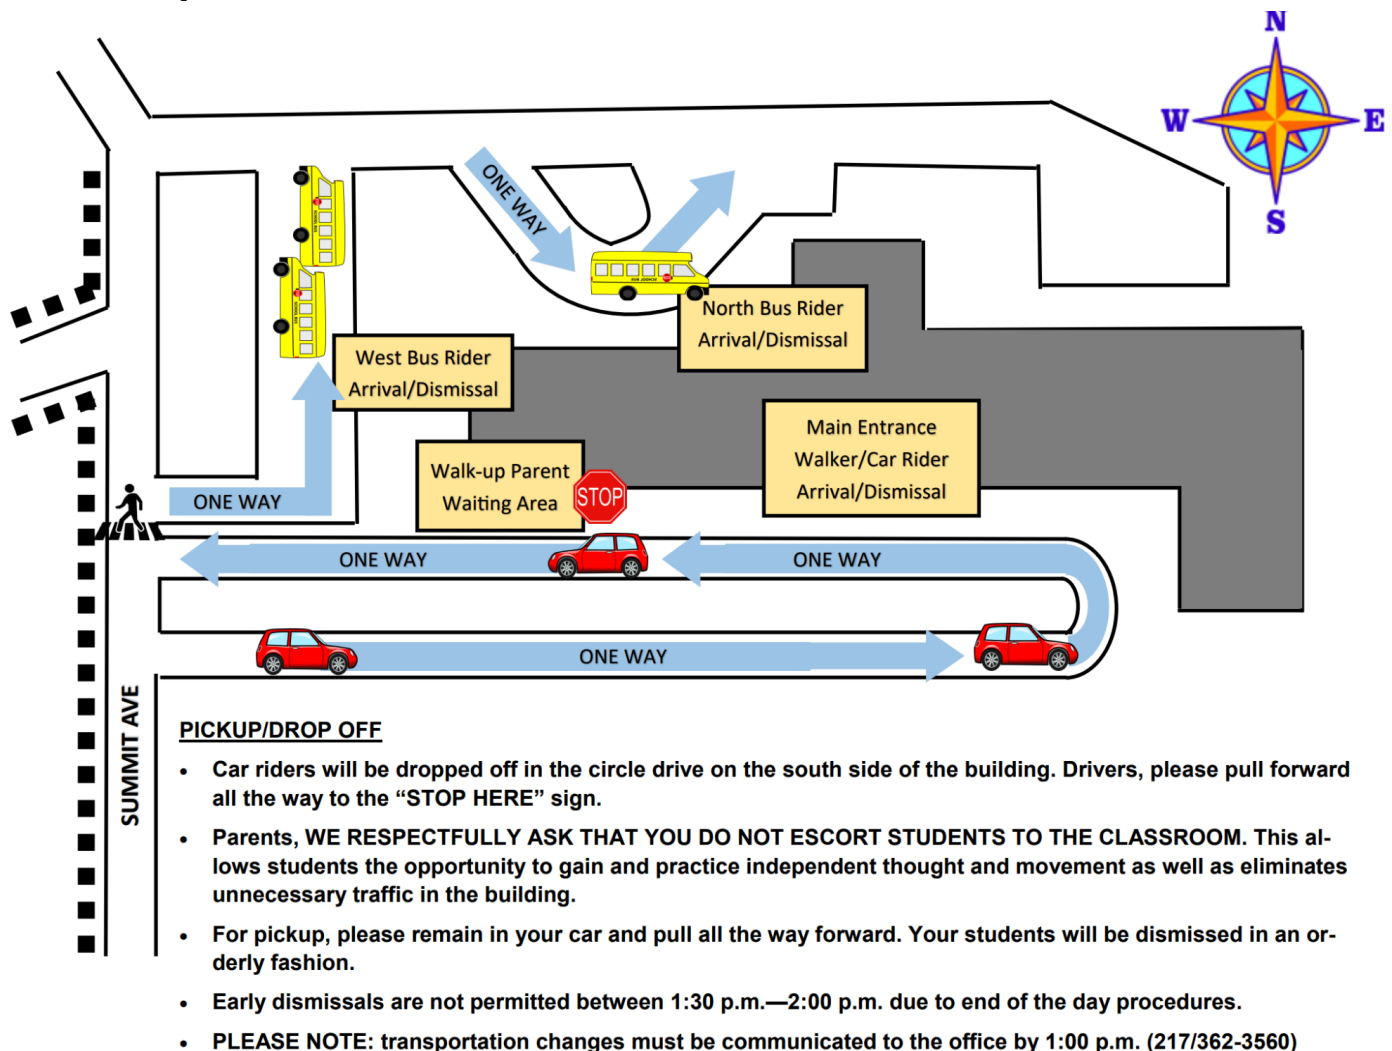 N
W E
S
ONE WAY
North Bus Rider
Arrival/Dismissal
West Bus Rider
Arrival/Dismissal
Main Entrance
Walker/Car Rider
Arrival/Dismissal
Walk-up Parent
Waiting Area
STOP
ONE WAY
ONE WAY
ONE WAY
ONE WAY
SUMMIT AVE
PICKUP/DROP OFF
• Car riders will be dropped off in the circle drive on the south side of the building. Drivers, please pull forward
all the way to the “STOP HERE” sign.
• Parents, WE RESPECTFULLY ASK THAT YOU DO NOT ESCORT STUDENTS TO THE CLASSROOM. This al-
lows students the opportunity to gain and practice independent thought and movement as well as eliminates
unnecessary traffic in the building.
• For pickup, please remain in your car and pull all the way forward. Your students will be dismissed in an or-
derly fashion.
• Early dismissals are not permitted between 1:30 p.m.—2:00 p.m. due to end of the day procedures.
• PLEASE NOTE: transportation changes must be communicated to the office by 1:00 p.m. (217/362-3560)